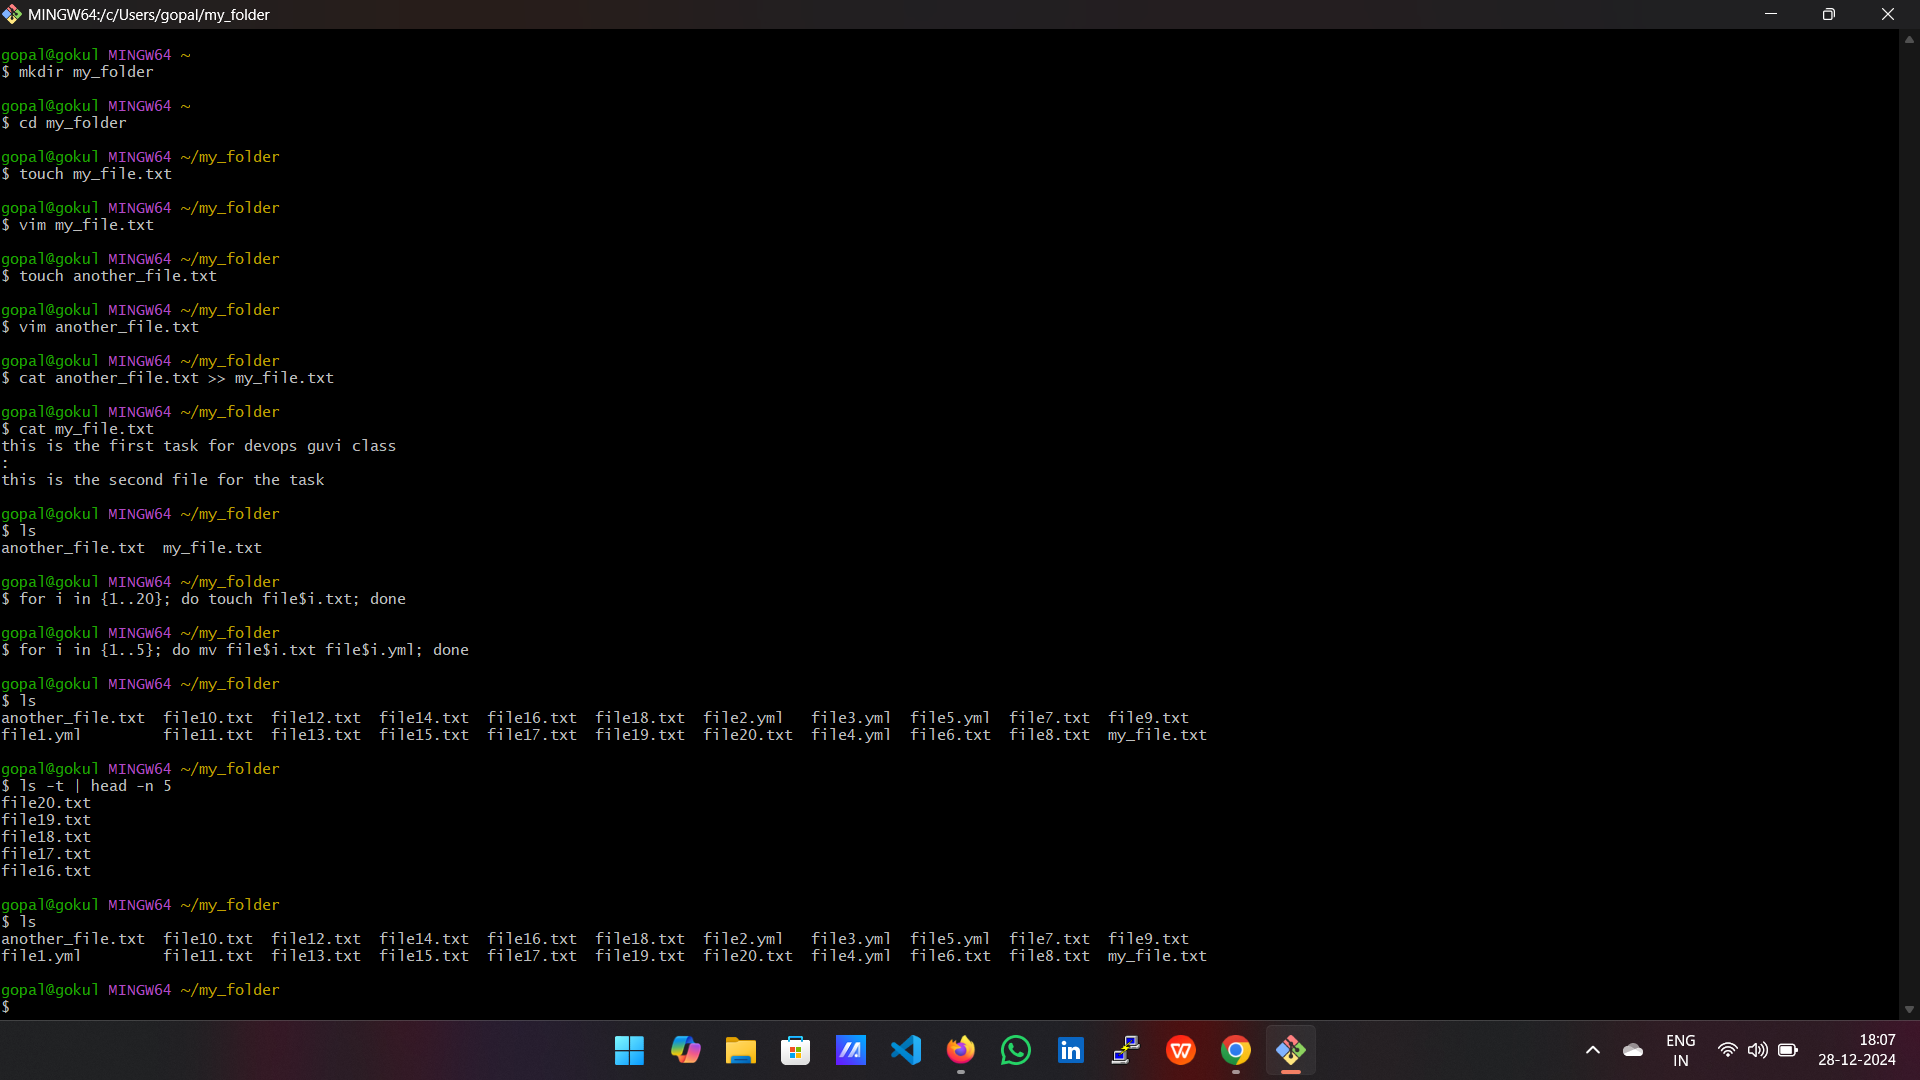 MINGW64:/c/Users/gopal/my_folder
gopal@gokul MINGW64 ~
$ mkdir my_folder
gopal@gokul MINGW64 ~
$ cd my_folder
gopal@gokul MINGW64 ~/my_folder
$ touch my_file.txt
gopal@gokul MINGW64 ~/my_folder
$ vim my_file.txt
gopal@gokul MINGW64 ~/my_folder
$ touch another_file.txt
gopal@gokul MINGW64 ~/my_folder
$ vim another_file.txt
gopal@gokul MINGW64 ~/my_folder
$ cat another_file.txt >> my_file.txt
gopal@gokul MINGW64 ~/my_folder
$ cat my_file.txt
this is the first task for devops guvi class
:
this is the second file for the task
gopal@gokul MINGW64 ~/my_folder
$ ls
another_file.txt  my_file.txt
gopal@gokul MINGW64 ~/my_folder
$ for i in {1..20}; do touch file$i.txt; done
gopal@gokul MINGW64 ~/my_folder
$ for i in {1..5}; do mv file$i.txt file$i.yml; done
gopal@gokul MINGW64 ~/my_folder
$ ls
another_file.txt  file10.txt  file12.txt  file14.txt  file16.txt  file18.txt  file2.yml   file3.yml  file5.yml  file7.txt  file9.txt
file1.yml         file11.txt  file13.txt  file15.txt  file17.txt  file19.txt  file20.txt  file4.yml  file6.txt  file8.txt  my_file.txt
gopal@gokul MINGW64 ~/my_folder
$ ls -t | head -n 5
file20.txt
file19.txt
file18.txt
file17.txt
file16.txt
gopal@gokul MINGW64 ~/my_folder
$ ls
another_file.txt  file10.txt  file12.txt  file14.txt  file16.txt  file18.txt  file2.yml   file3.yml  file5.yml  file7.txt  file9.txt
file1.yml         file11.txt  file13.txt  file15.txt  file17.txt  file19.txt  file20.txt  file4.yml  file6.txt  file8.txt  my_file.txt
gopal@gokul MINGW64 ~/my_folder
$
in
W
ENG
IN
18:07
28-12-2024